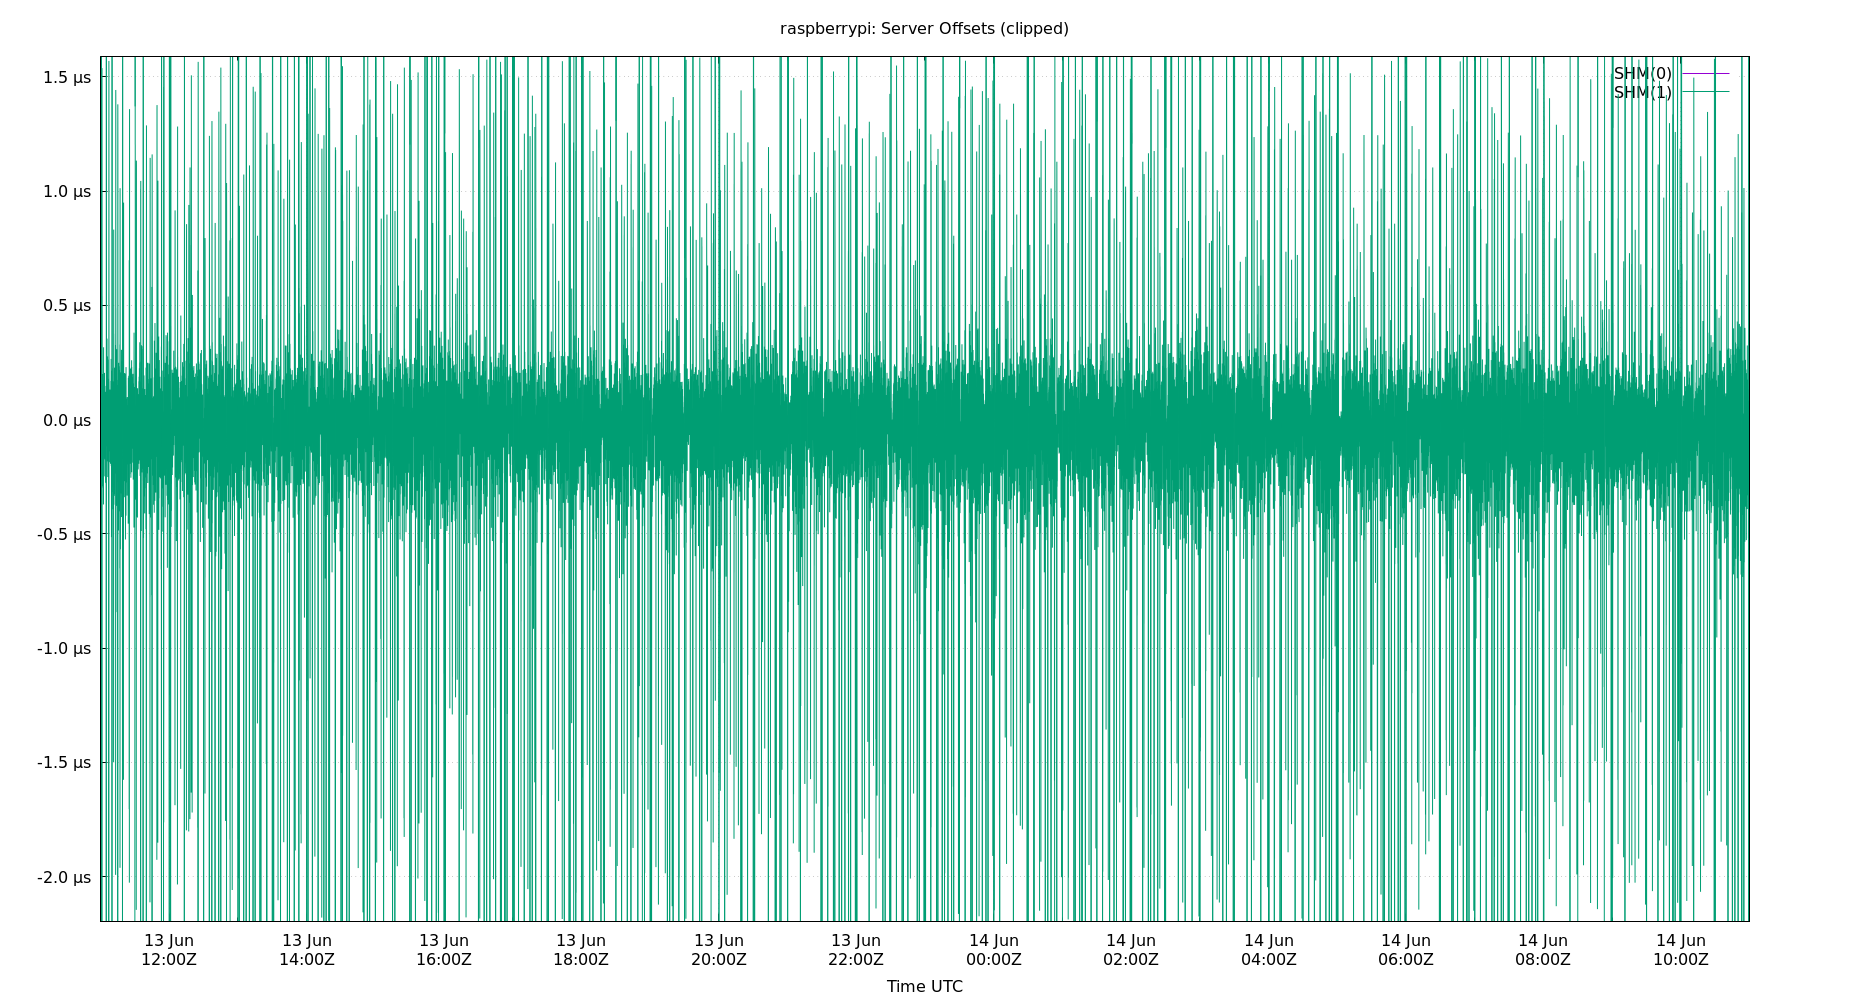 raspberrypi: Server Offsets (clipped)
1.5 µs
1.0 µs
0.5 µs
0.0 µs
-0.5 µs
-1.0 µs
-1.5 µs
-2.0 µs
SHM(0)
SHM(1)
13 Jun 13 Jun 13 Jun 13 Jun 13 Jun 13 Jun 14 Jun 14 Jun 14 Jun 14 Jun 14 Jun 14 Jun
12:00Z 14:00Z 16:00Z 18:00Z 20:00Z 22:00Z 00:00Z 02:00Z 04:00Z 06:00Z 08:00Z 10:00Z
Time UTC